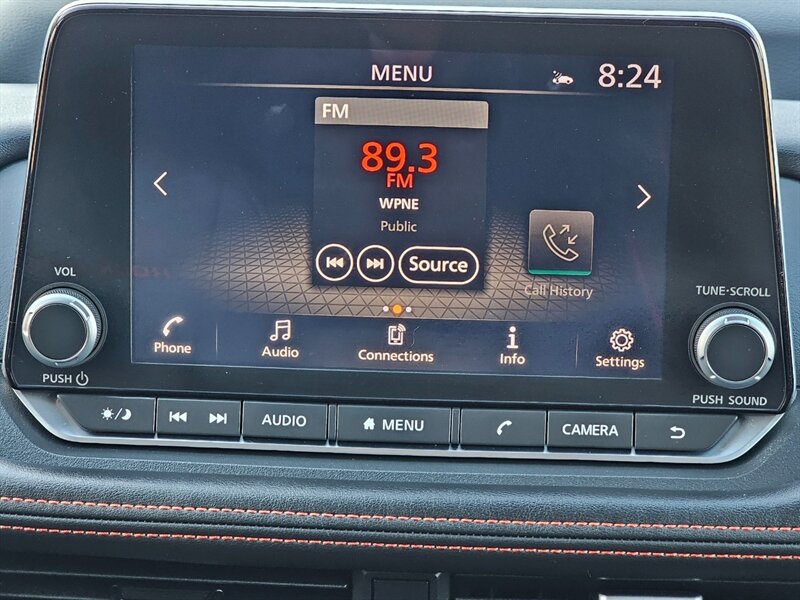 MENU
8:24
FM
89.3
FM
WPNE
Public
Source
Call History
VOL
TUNE·SCROLL
Phone
Audio
Connections
Info
Settings
PUSH
PUSH SOUND
AUDIO
MENU
CAMERA